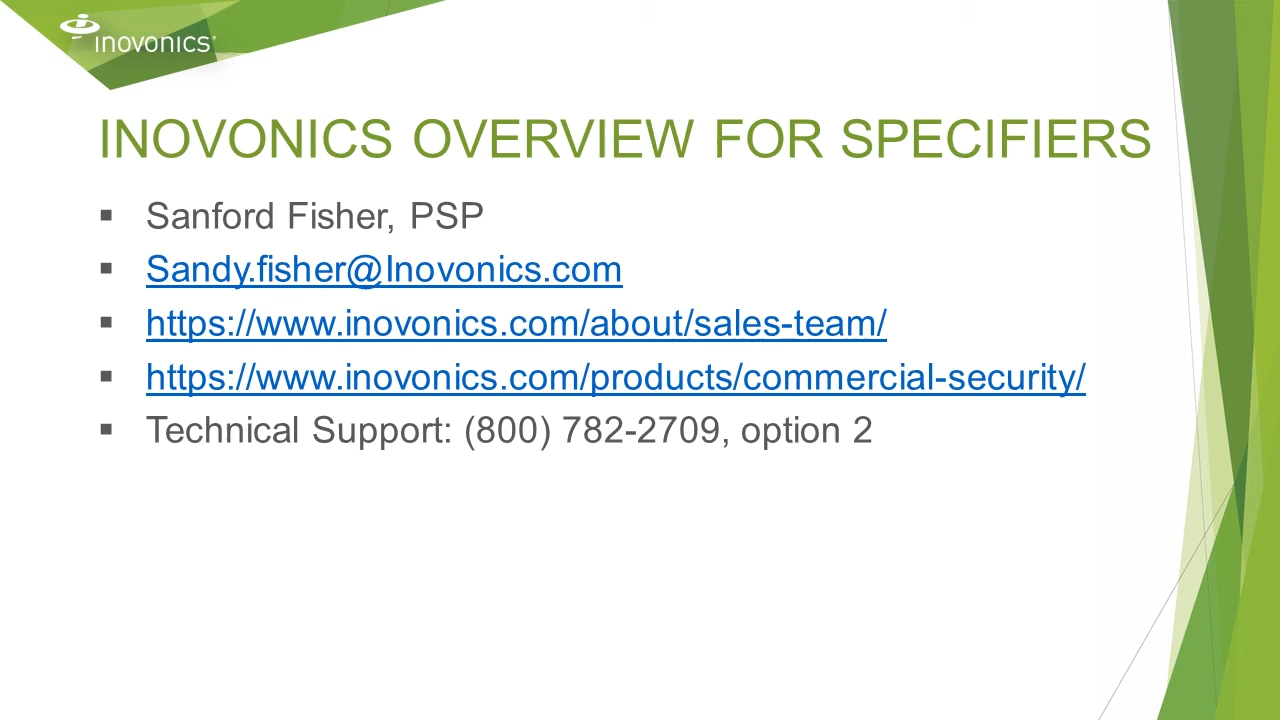 inovonics
INOVONICS OVERVIEW FOR SPECIFIERS
▪ Sanford Fisher, PSP
▪ Sandy.fisher@Inovonics.com
▪ https://www.inovonics.com/about/sales-team/
▪ https://www.inovonics.com/products/commercial-security/
▪ Technical Support: (800) 782-2709, option 2